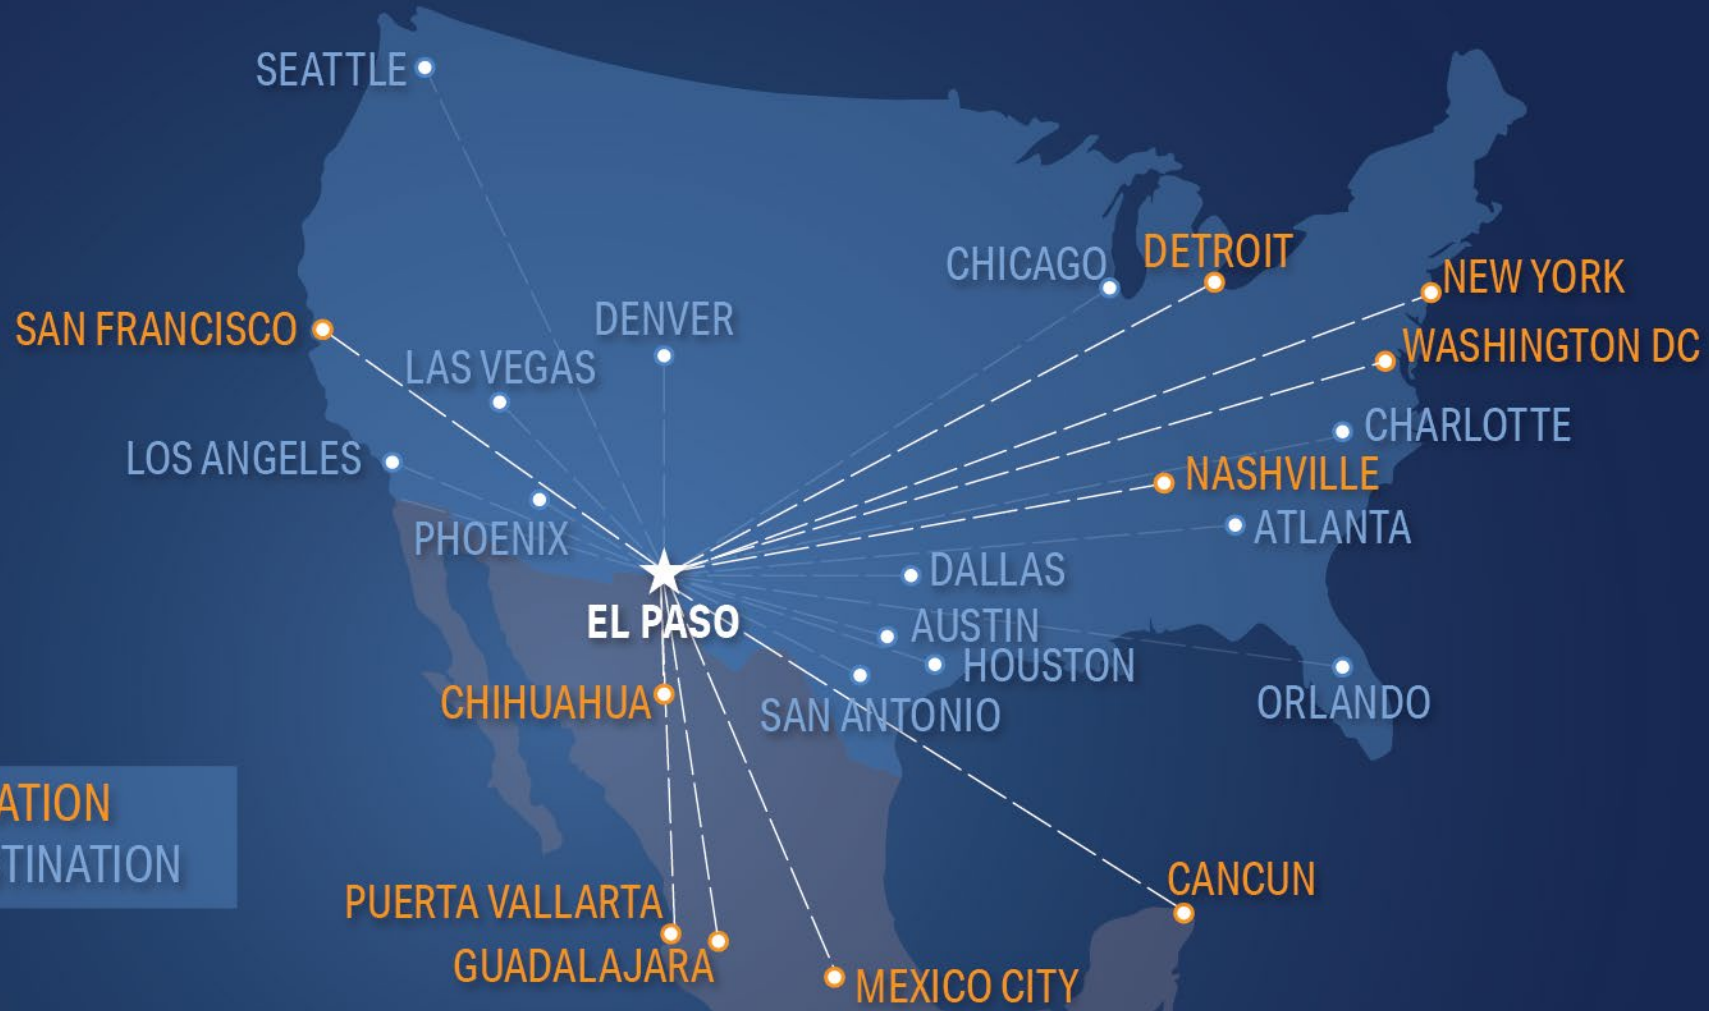 SEATTLE
CHICAGO
DETROIT
NEW YORK
SAN FRANCISCO
DENVER
WASHINGTON DC
LAS VEGAS
CHARLOTTE
LOS ANGELES
NASHVILLE
PHOENIX
ATLANTA
DALLAS
EL PASO
AUSTIN
HOUSTON
CHIHUAHUA
SAN ANTONIO
ORLANDO
ATION
TINATION
CANCUN
PUERTA VALLARTA
GUADALAJARA
MEXICO CITY